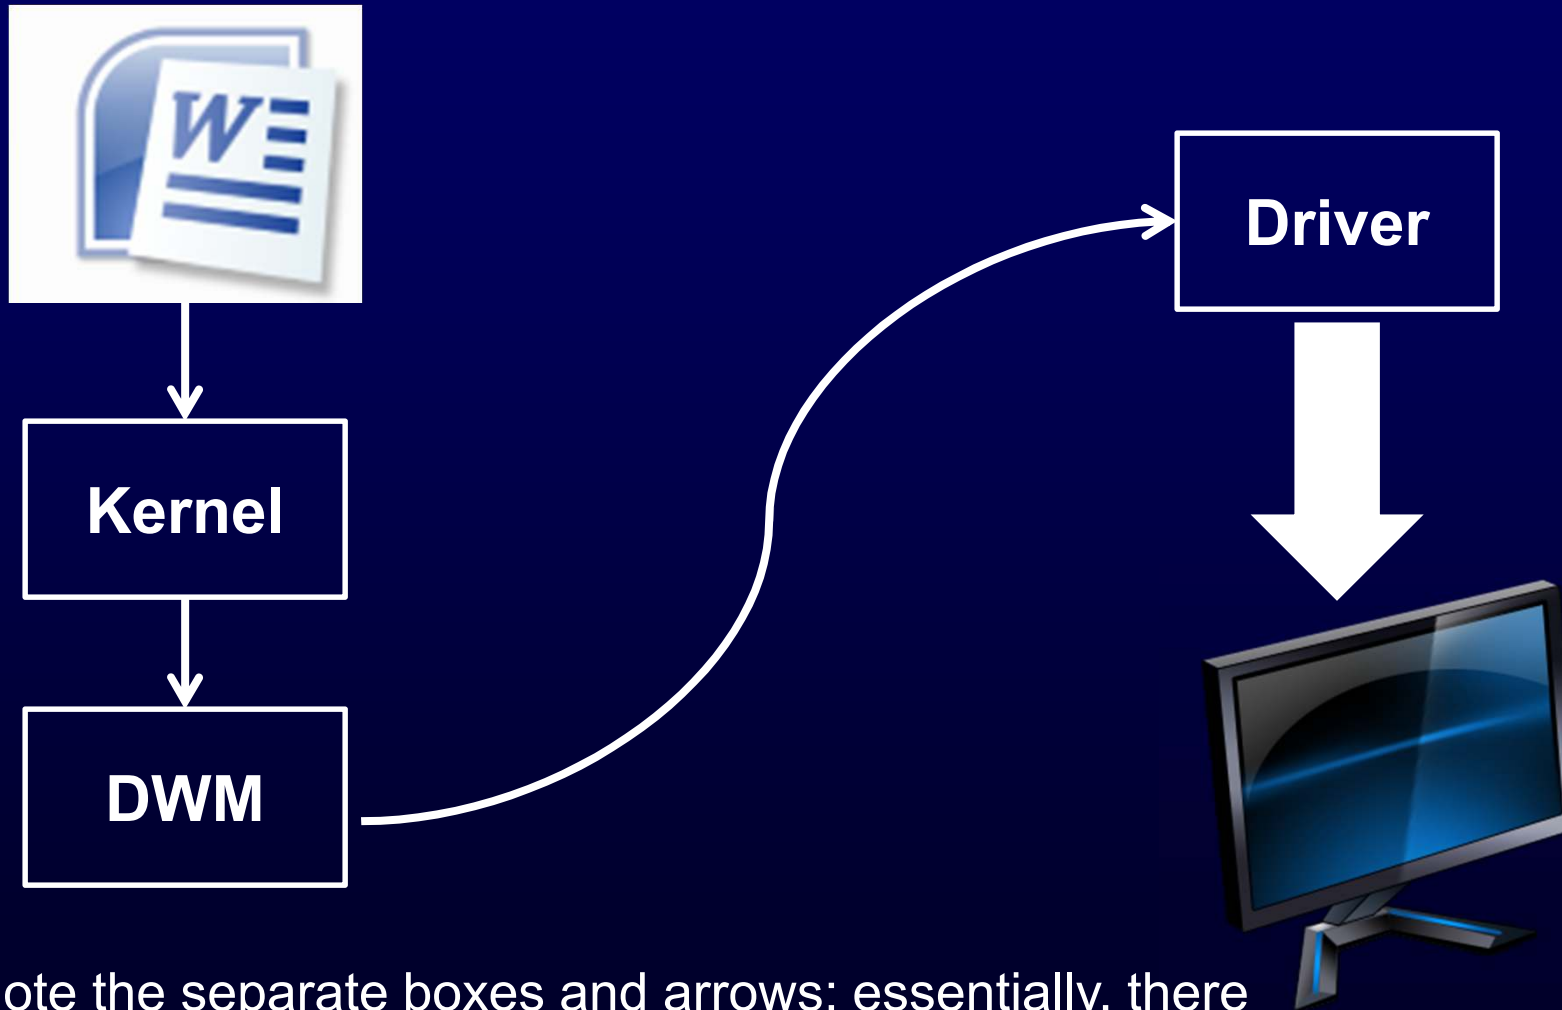 W
Driver
Kernel
DWM
ote the separate boxes and arrows; essentially, there